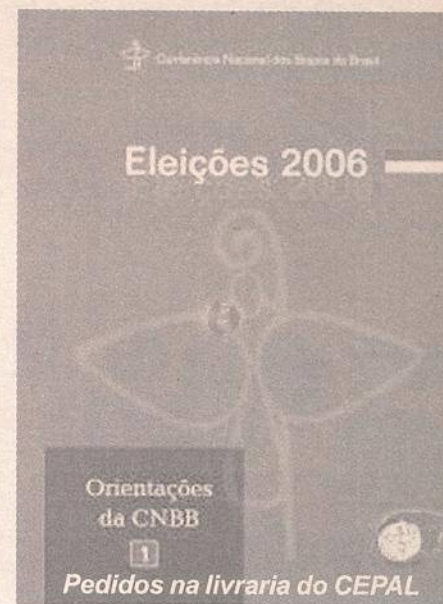 Conferência Nacional dos Bispos do Brasil
Eleições 2006
Orientações
da CNBB
1
Pedidos na livraria do CEPAL